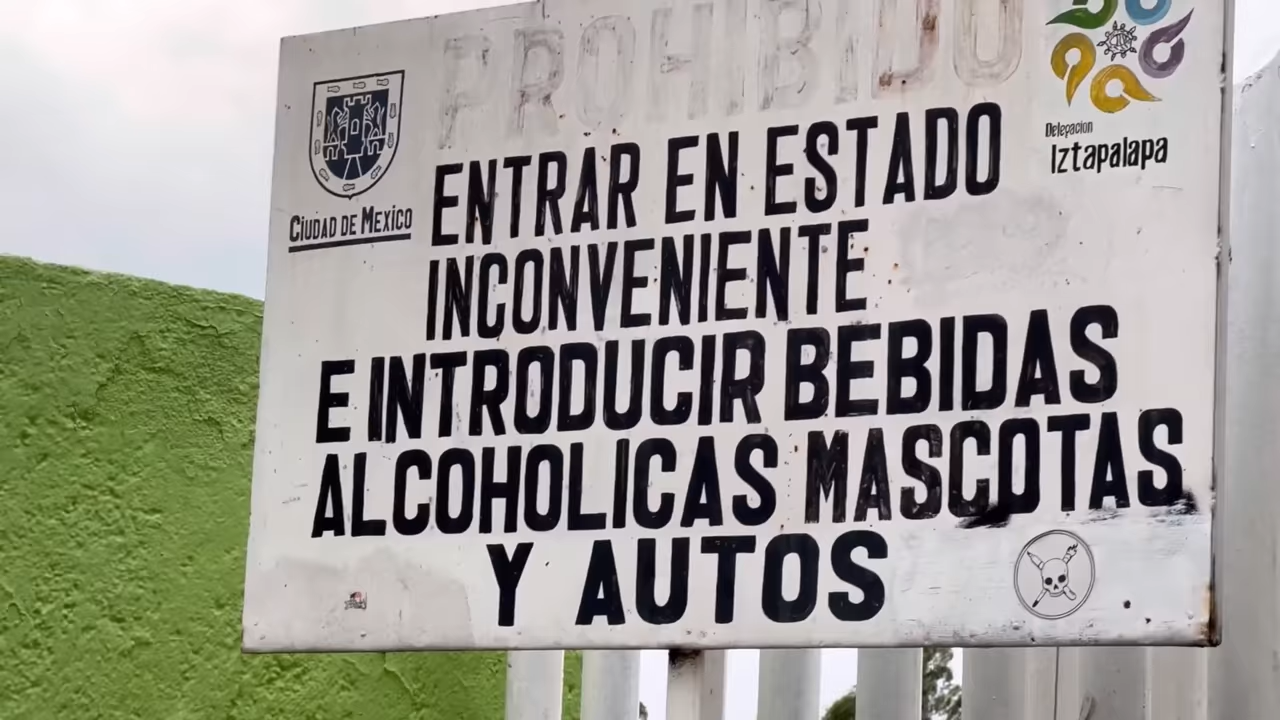 PROHIBIDO
CIUDAD DE MEXICO
Delegacion
Iztapalapa
ENTRAR EN ESTADO
INCONVENIENTE
E INTRODUCIR BEBIDAS
ALCOHOLICAS MASCOTAS
Y AUTOS